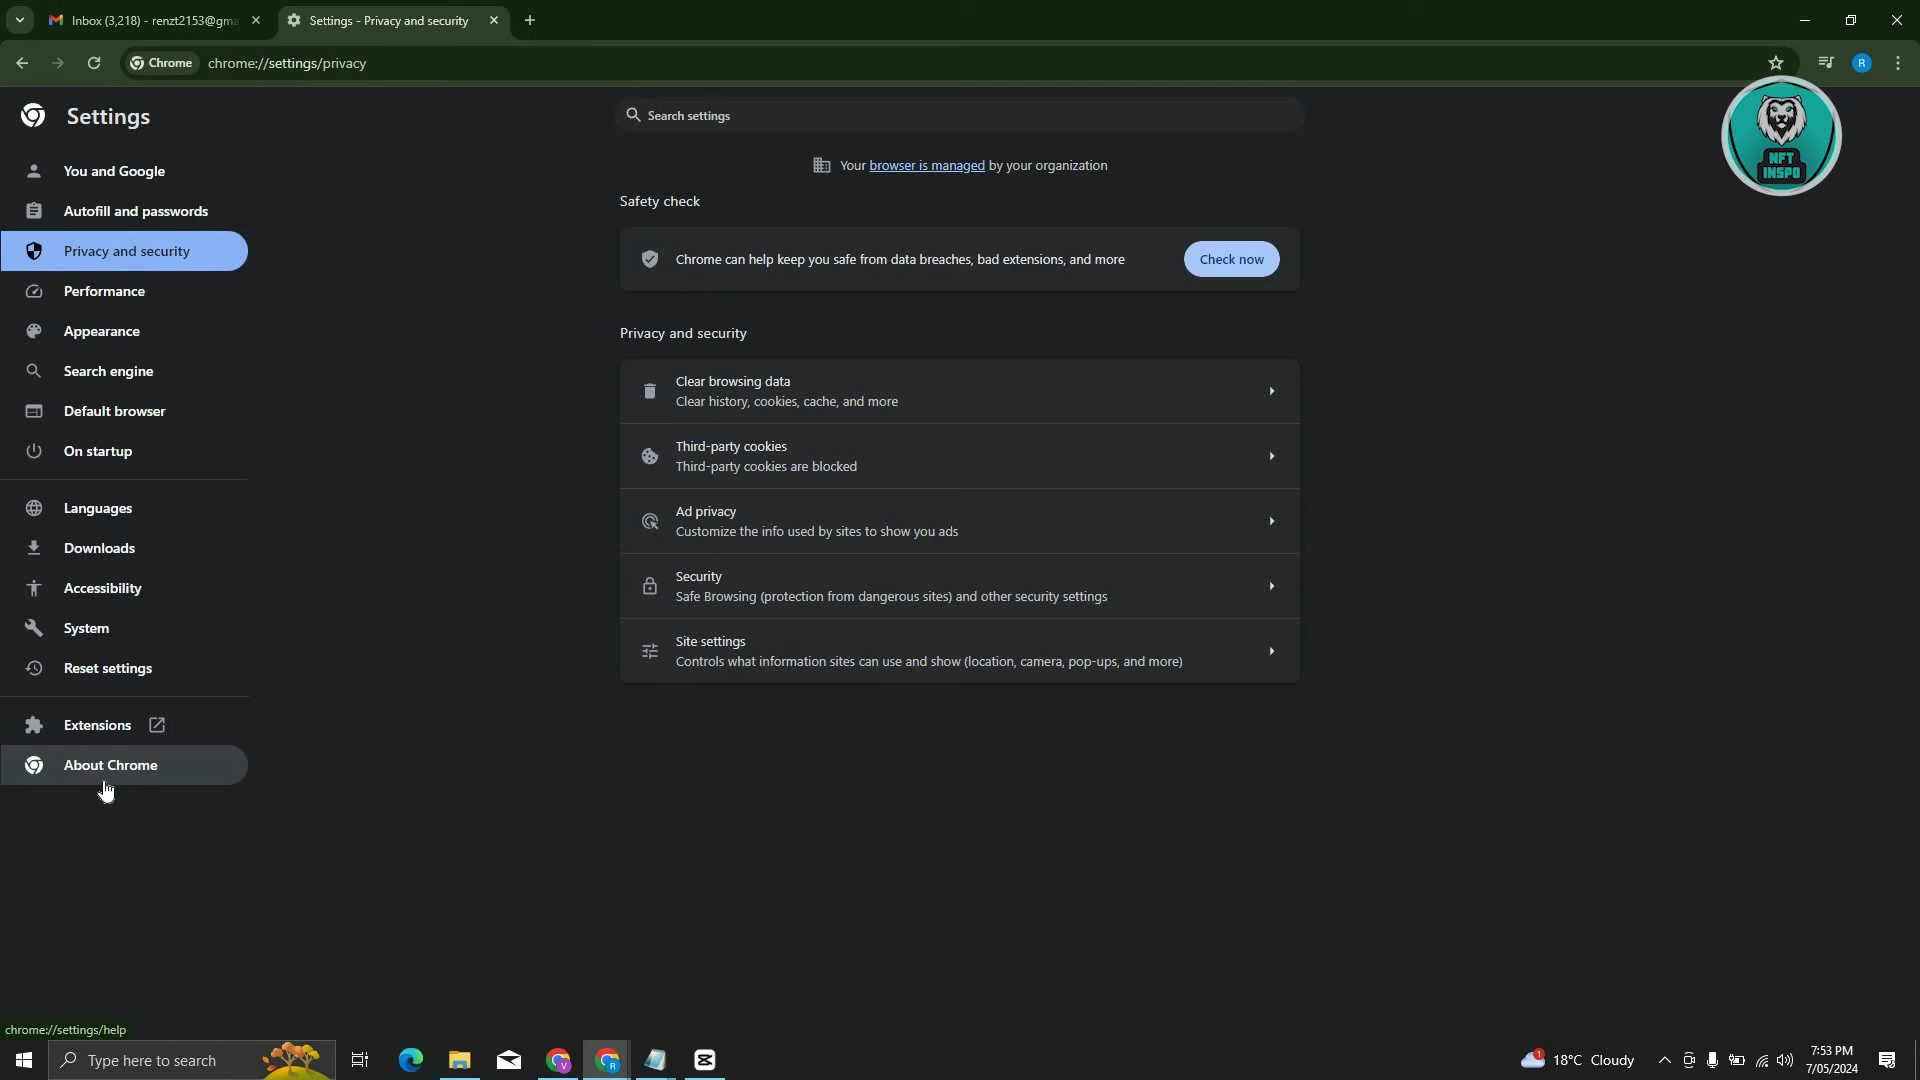 Inbox (3,218) - renzt2153@gma
Settings - Privacy and security
Chrome
chrome://settings/privacy
R
Settings
Search settings
NFT
INSPO
Your browser is managed by your organization
You and Google
Autofill and passwords
Privacy and security
Performance
Appearance
Search engine
Default browser
On startup
Languages
Downloads
Accessibility
System
Reset settings
Extensions
About Chrome
Safety check
Chrome can help keep you safe from data breaches, bad extensions, and more
Check now
Privacy and security
Clear browsing data
Clear history, cookies, cache, and more
Third-party cookies
Third-party cookies are blocked
Ad privacy
Customize the info used by sites to show you ads
Security
Safe Browsing (protection from dangerous sites) and other security settings
Site settings
Controls what information sites can use and show (location, camera, pop-ups, and more)
chrome://settings/help
Type here to search
V
R
1
18°C Cloudy
7:53 PM
7/05/2024